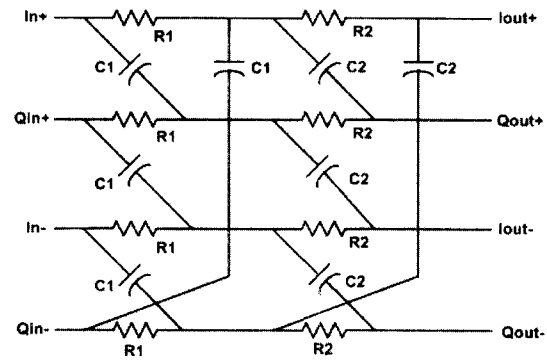 In+ Iout+
R1 R2
C1 C1 C2 C2
Qin+ Qout+
R1 R2
C1 C2
In- Iout-
R1 R2
C1 C2
Qin- Qout-
R1 R2